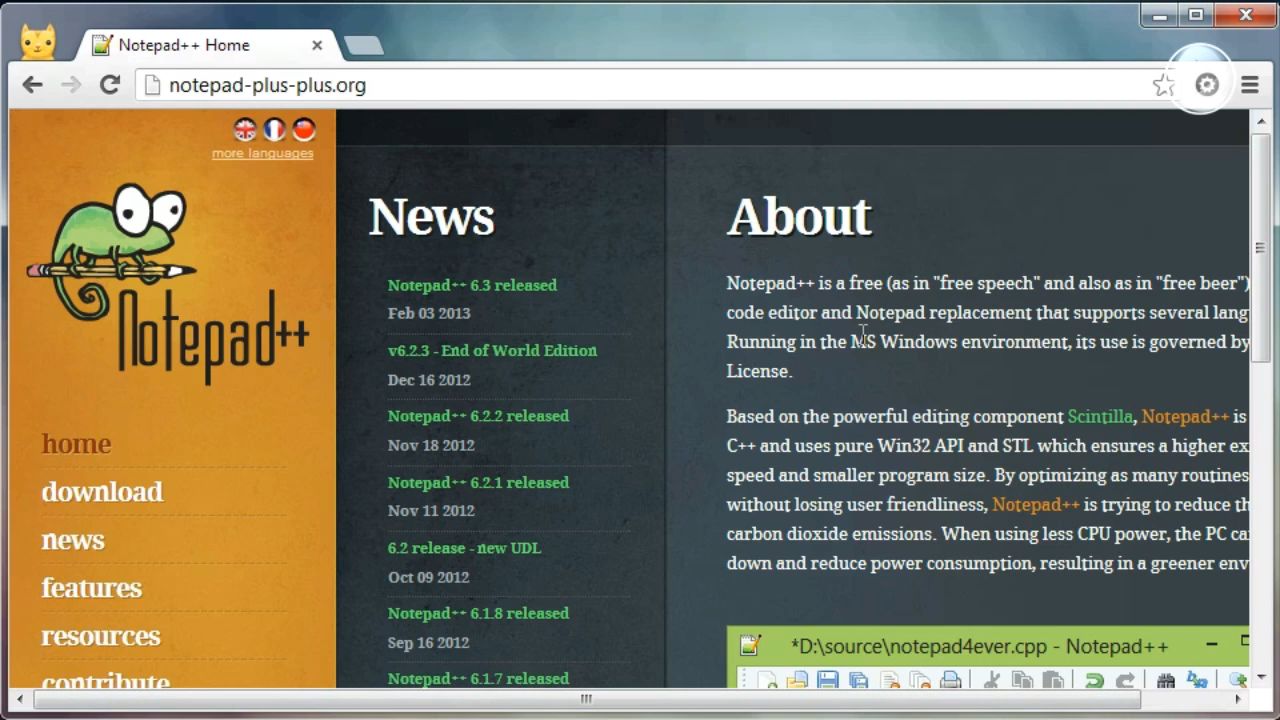 Notepad++ Home
notepad-plus-plus.org
more languages
Notepad++
home
download
news
features
resources
contribute
News
Notepad++ 6.3 released
Feb 03 2013
v6.2.3 - End of World Edition
Dec 16 2012
Notepad++ 6.2.2 released
Nov 18 2012
Notepad++ 6.2.1 released
Nov 11 2012
6.2 release - new UDL
Oct 09 2012
Notepad++ 6.1.8 released
Sep 16 2012
Notepad++ 6.1.7 released
About
Notepad++ is a free (as in "free speech" and also as in "free beer")
code editor and Notepad replacement that supports several lang
Running in the MS Windows environment, its use is governed by
License.
Based on the powerful editing component Scintilla, Notepad++ is
C++ and uses pure Win32 API and STL which ensures a higher ex
speed and smaller program size. By optimizing as many routines
without losing user friendliness, Notepad++ is trying to reduce th
carbon dioxide emissions. When using less CPU power, the PC ca
down and reduce power consumption, resulting in a greener env
*D:\source\notepad4ever.cpp - Notepad++